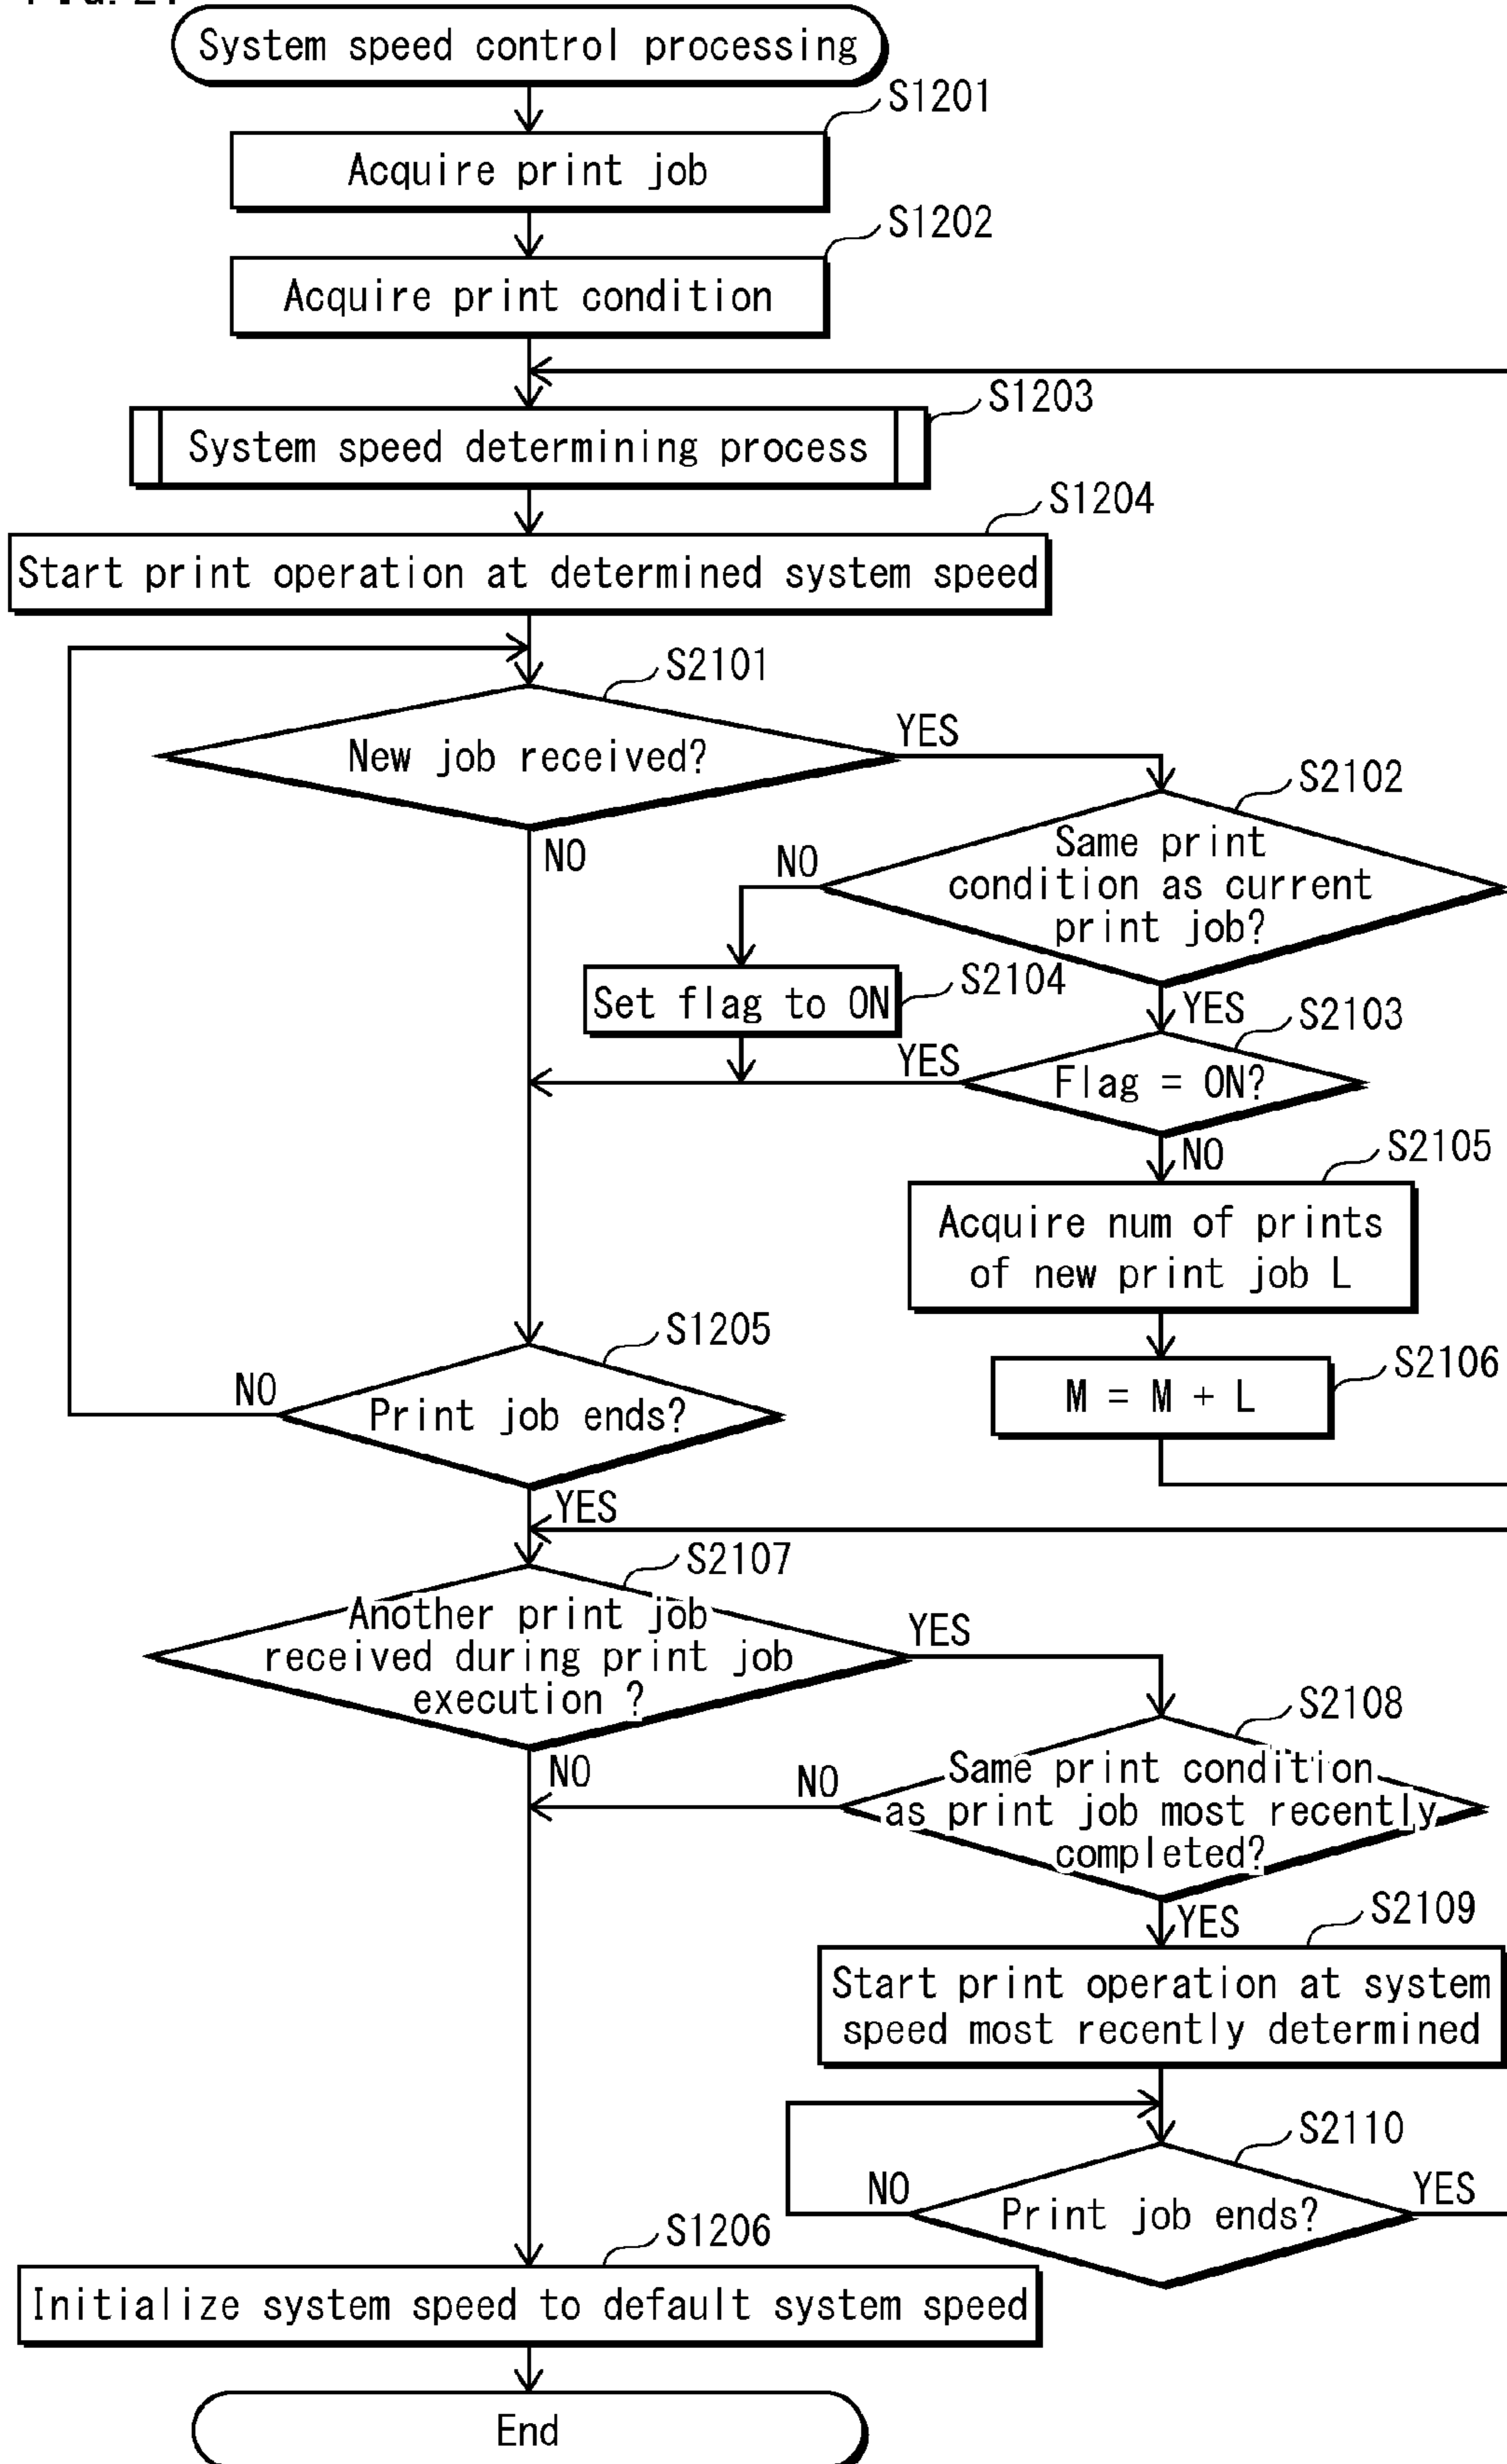 System speed control processing
S1201
Acquire print job
S1202
Acquire print condition
S1203
System speed determining process
S1204
Start print operation at determined system speed
S2101
New job received?
YES
NO
S2102
Same print
condition as current
print job?
NO
YES
S2104
Set flag to ON
S2103
Flag = ON?
YES
NO
S2105
Acquire num of prints
of new print job L
S2106
M = M + L
S1205
Print job ends?
NO
YES
S2107
Another print job
received during print job
execution ?
YES
NO
S2108
Same print condition
as print job most recently
completed?
NO
YES
S2109
Start print operation at system
speed most recently determined
S2110
Print job ends?
NO
YES
S1206
Initialize system speed to default system speed
End